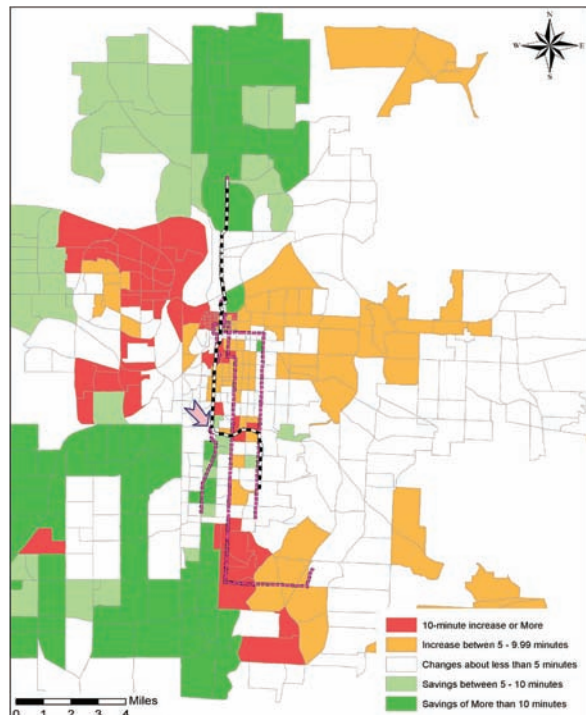 N
W E
S
10-minute increase or More
Increase betwen 5 - 9.99 minutes
Changes about less than 5 minutes
Savings between 5 - 10 minutes
Savings of More than 10 minutes
Miles
0 1 2 3 4